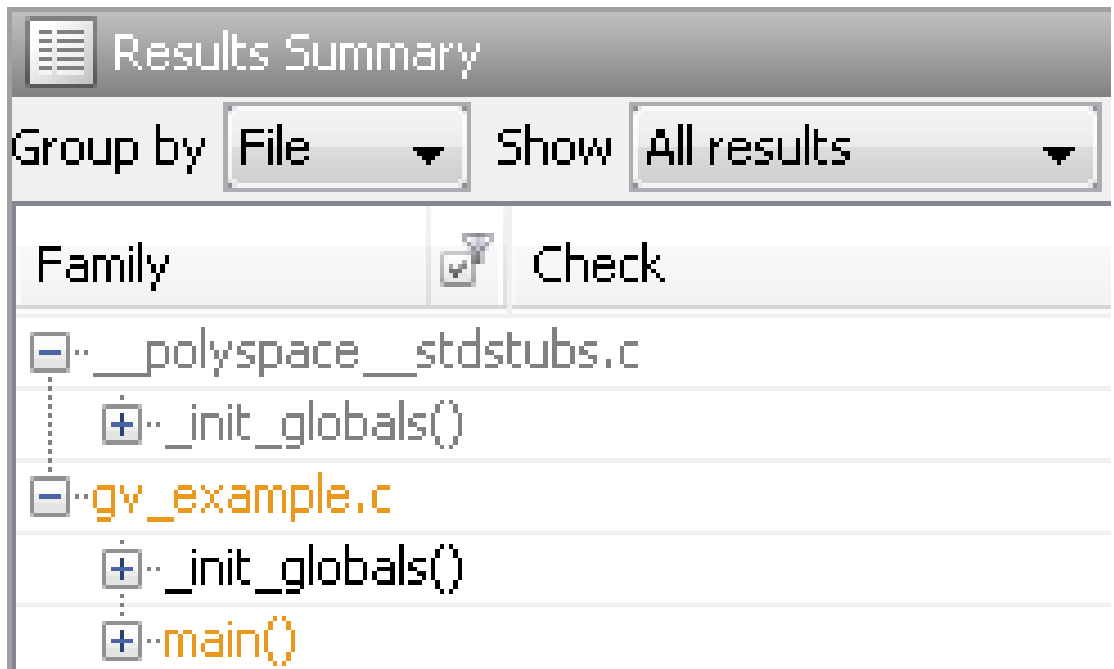 Results Summary
Group by File Show All results
Family Check
__polyspace__stdstubs.c
_init_globals()
gv_example.c
_init_globals()
main()